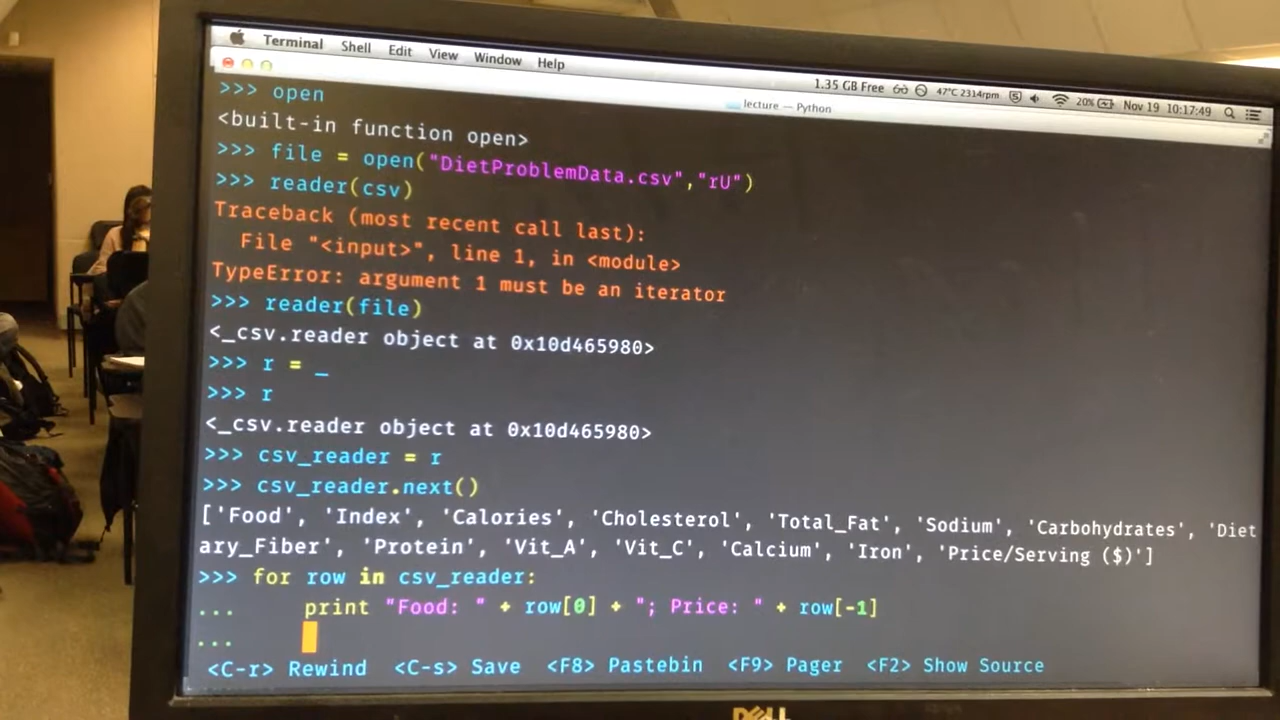 Terminal Shell Edit View Window Help
1.35 GB Free 47°C 2314rpm 20% Nov 19 10:17:49
lecture — Python
>>> open
<built-in function open>
>>> file = open("DietProblemData.csv","rU")
>>> reader(csv)
Traceback (most recent call last):
  File "<input>", line 1, in <module>
TypeError: argument 1 must be an iterator
>>> reader(file)
<_csv.reader object at 0x10d465980>
>>> r = _
>>> r
<_csv.reader object at 0x10d465980>
>>> csv_reader = r
>>> csv_reader.next()
['Food', 'Index', 'Calories', 'Cholesterol', 'Total_Fat', 'Sodium', 'Carbohydrates', 'Diet
ary_Fiber', 'Protein', 'Vit_A', 'Vit_C', 'Calcium', 'Iron', 'Price/Serving ($)']
>>> for row in csv_reader:
...     print "Food: " + row[0] + "; Price: " + row[-1]
...
<C-r> Rewind <C-s> Save <F8> Pastebin <F9> Pager <F2> Show Source
DELL